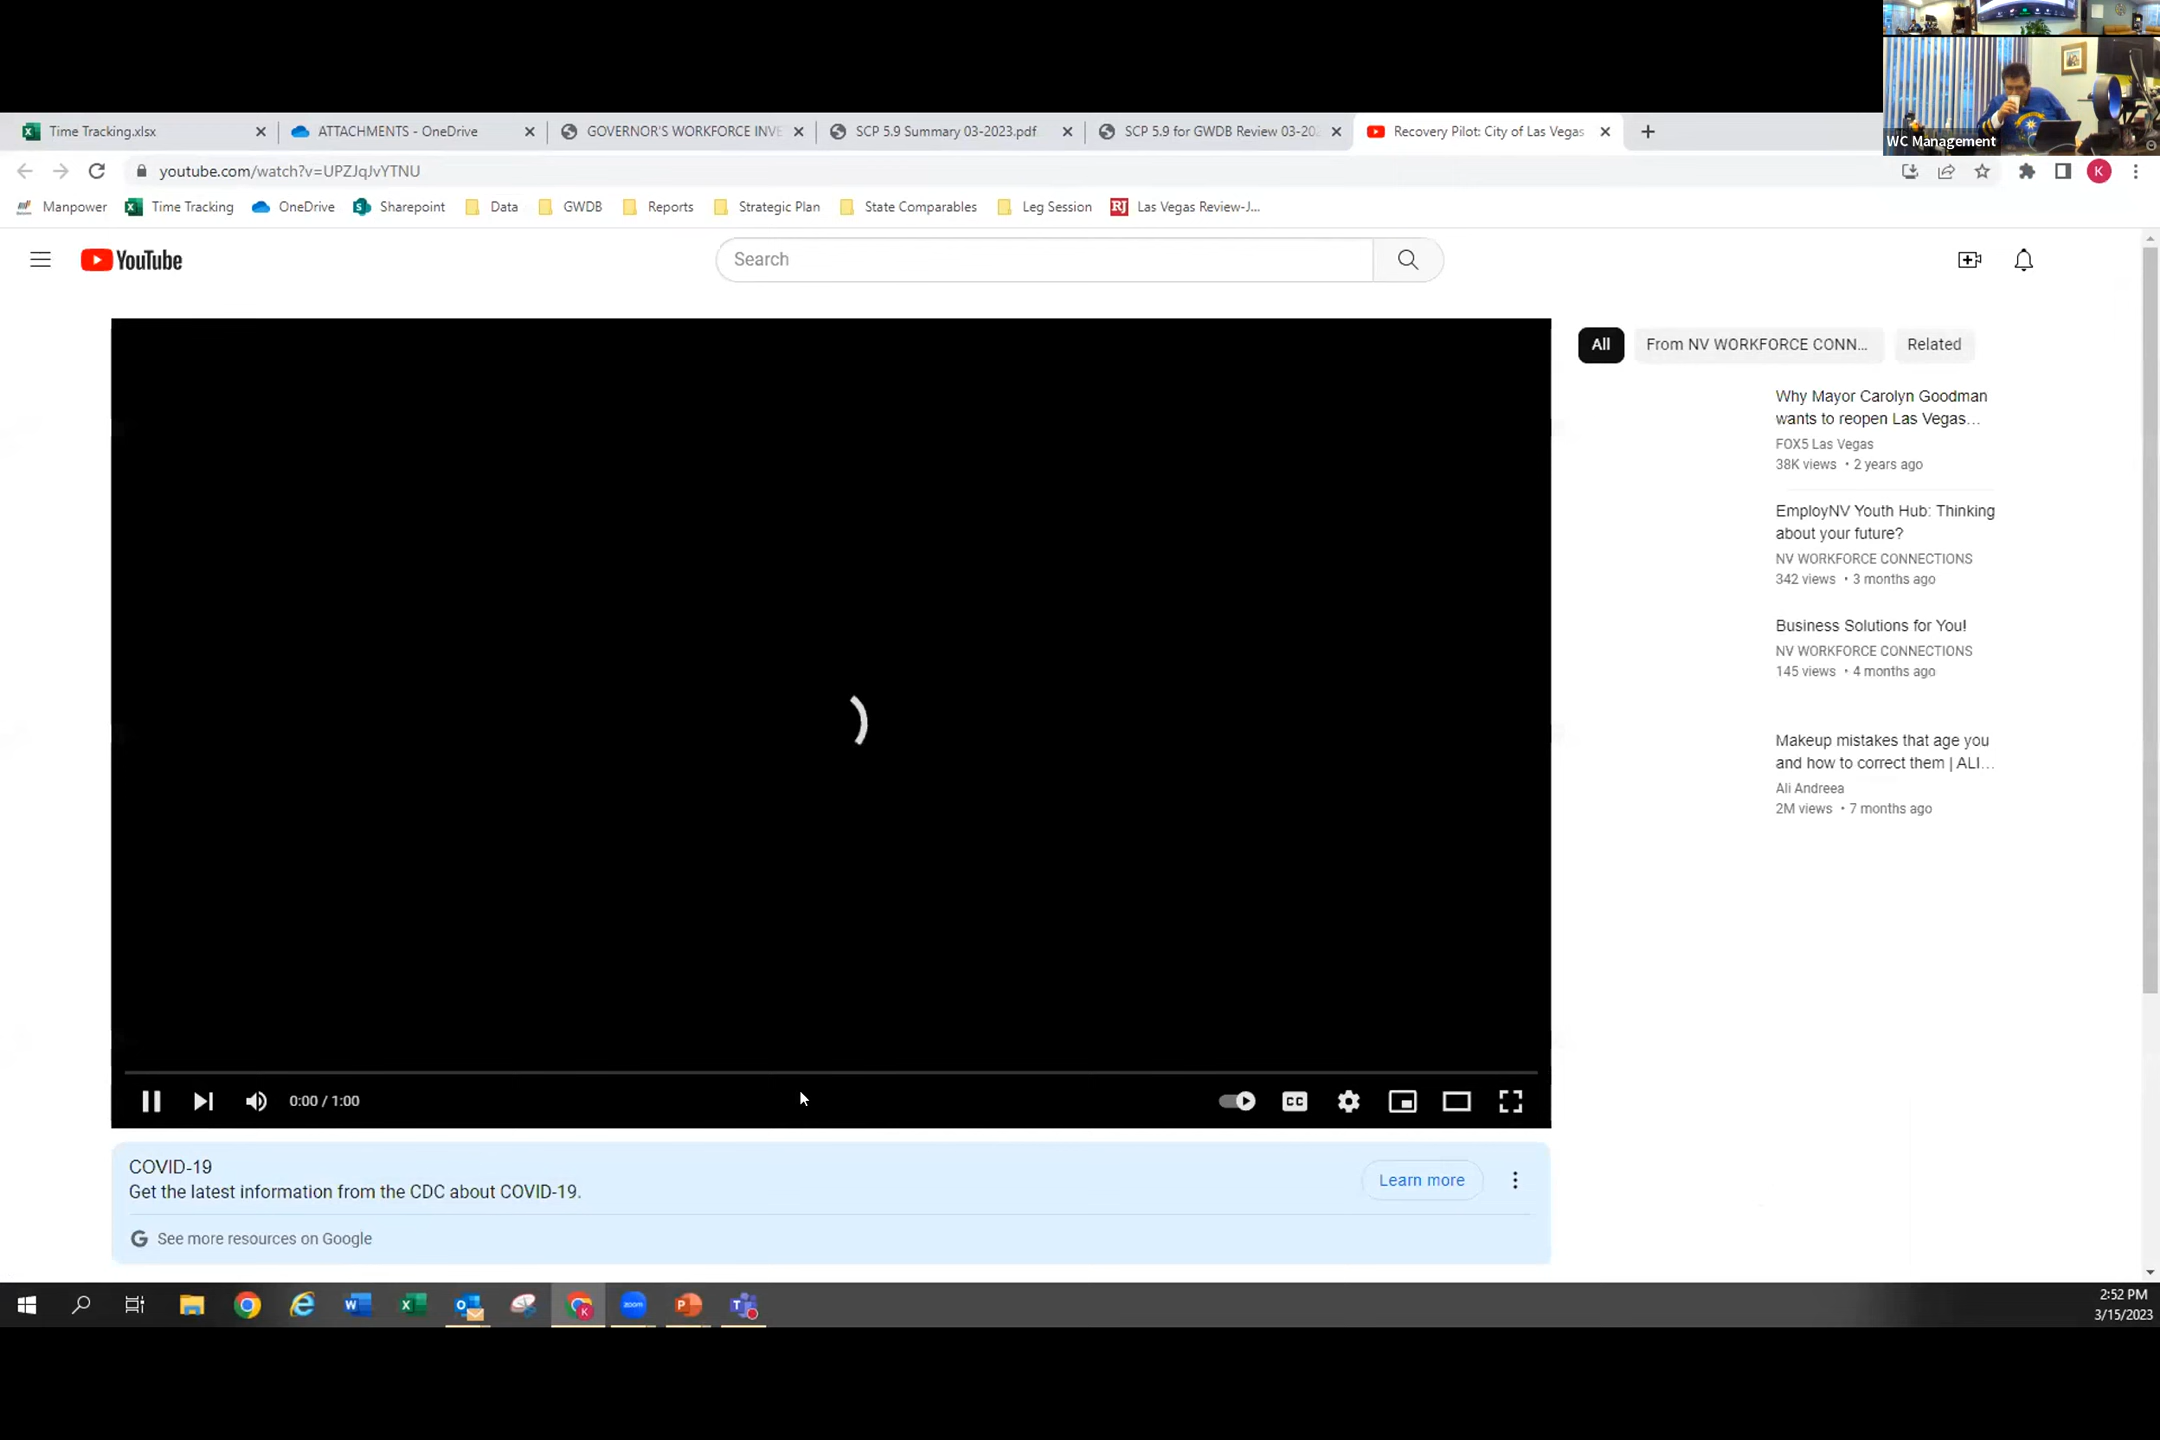 WC Management
Time Tracking.xlsx
ATTACHMENTS - OneDrive
GOVERNOR'S WORKFORCE INVE
SCP 5.9 Summary 03-2023.pdf
SCP 5.9 for GWDB Review 03-202
Recovery Pilot: City of Las Vegas
youtube.com/watch?v=UPZJqJvYTNU
K
Manpower
Time Tracking
OneDrive
Sharepoint
Data
GWDB
Reports
Strategic Plan
State Comparables
Leg Session
RJ
Las Vegas Review-J...
YouTube
Search
All
From NV WORKFORCE CONN...
Related
Why Mayor Carolyn Goodman
wants to reopen Las Vegas...
FOX5 Las Vegas
38K views • 2 years ago
EmployNV Youth Hub: Thinking
about your future?
NV WORKFORCE CONNECTIONS
342 views • 3 months ago
Business Solutions for You!
NV WORKFORCE CONNECTIONS
145 views • 4 months ago
Makeup mistakes that age you
and how to correct them | ALI...
Ali Andreea
2M views • 7 months ago
0:00 / 1:00
CC
COVID-19
Get the latest information from the CDC about COVID-19.
Learn more
See more resources on Google
zoom
2:52 PM
3/15/2023